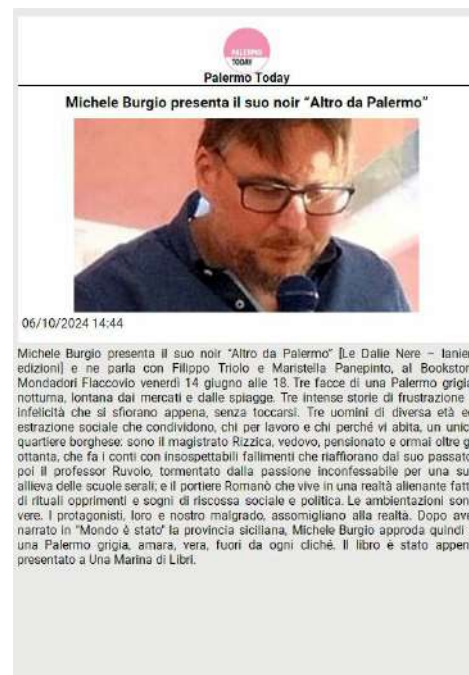 PALERMO
TODAY
Palermo Today
Michele Burgio presenta il suo noir “Altro da Palermo”
06/10/2024 14:44
Michele Burgio presenta il suo noir “Altro da Palermo” [Le Dalie Nere – Ianier
edizioni] e ne parla con Filippo Triolo e Maristella Panepinto, al Bookstor
Mondadori Flaccovio venerdì 14 giugno alle 18. Tre facce di una Palermo grigia
notturna, lontana dai mercati e dalle spiagge. Tre intense storie di frustrazione
infelicità che si sfiorano appena, senza toccarsi. Tre uomini di diversa età ed
estrazione sociale che condividono, chi per lavoro e chi perché vi abita, un unic
quartiere borghese: sono il magistrato Rizzica, vedovo, pensionato e ormai oltre g
ottanta, che fa i conti con insospettabili fallimenti che riaffiorano dal suo passato
poi il professor Ruvolo, tormentato dalla passione inconfessabile per una su
allieva delle scuole serali; e il portiere Romanò che vive in una realtà alienante fatt
di rituali opprimenti e sogni di riscossa sociale e politica. Le ambientazioni son
vere. I protagonisti, loro e nostro malgrado, assomigliano alla realtà. Dopo ave
narrato in “Mondo è stato” la provincia siciliana, Michele Burgio approda quindi
una Palermo grigia, amara, vera, fuori da ogni cliché. Il libro è stato appen
presentato a Una Marina di Libri.